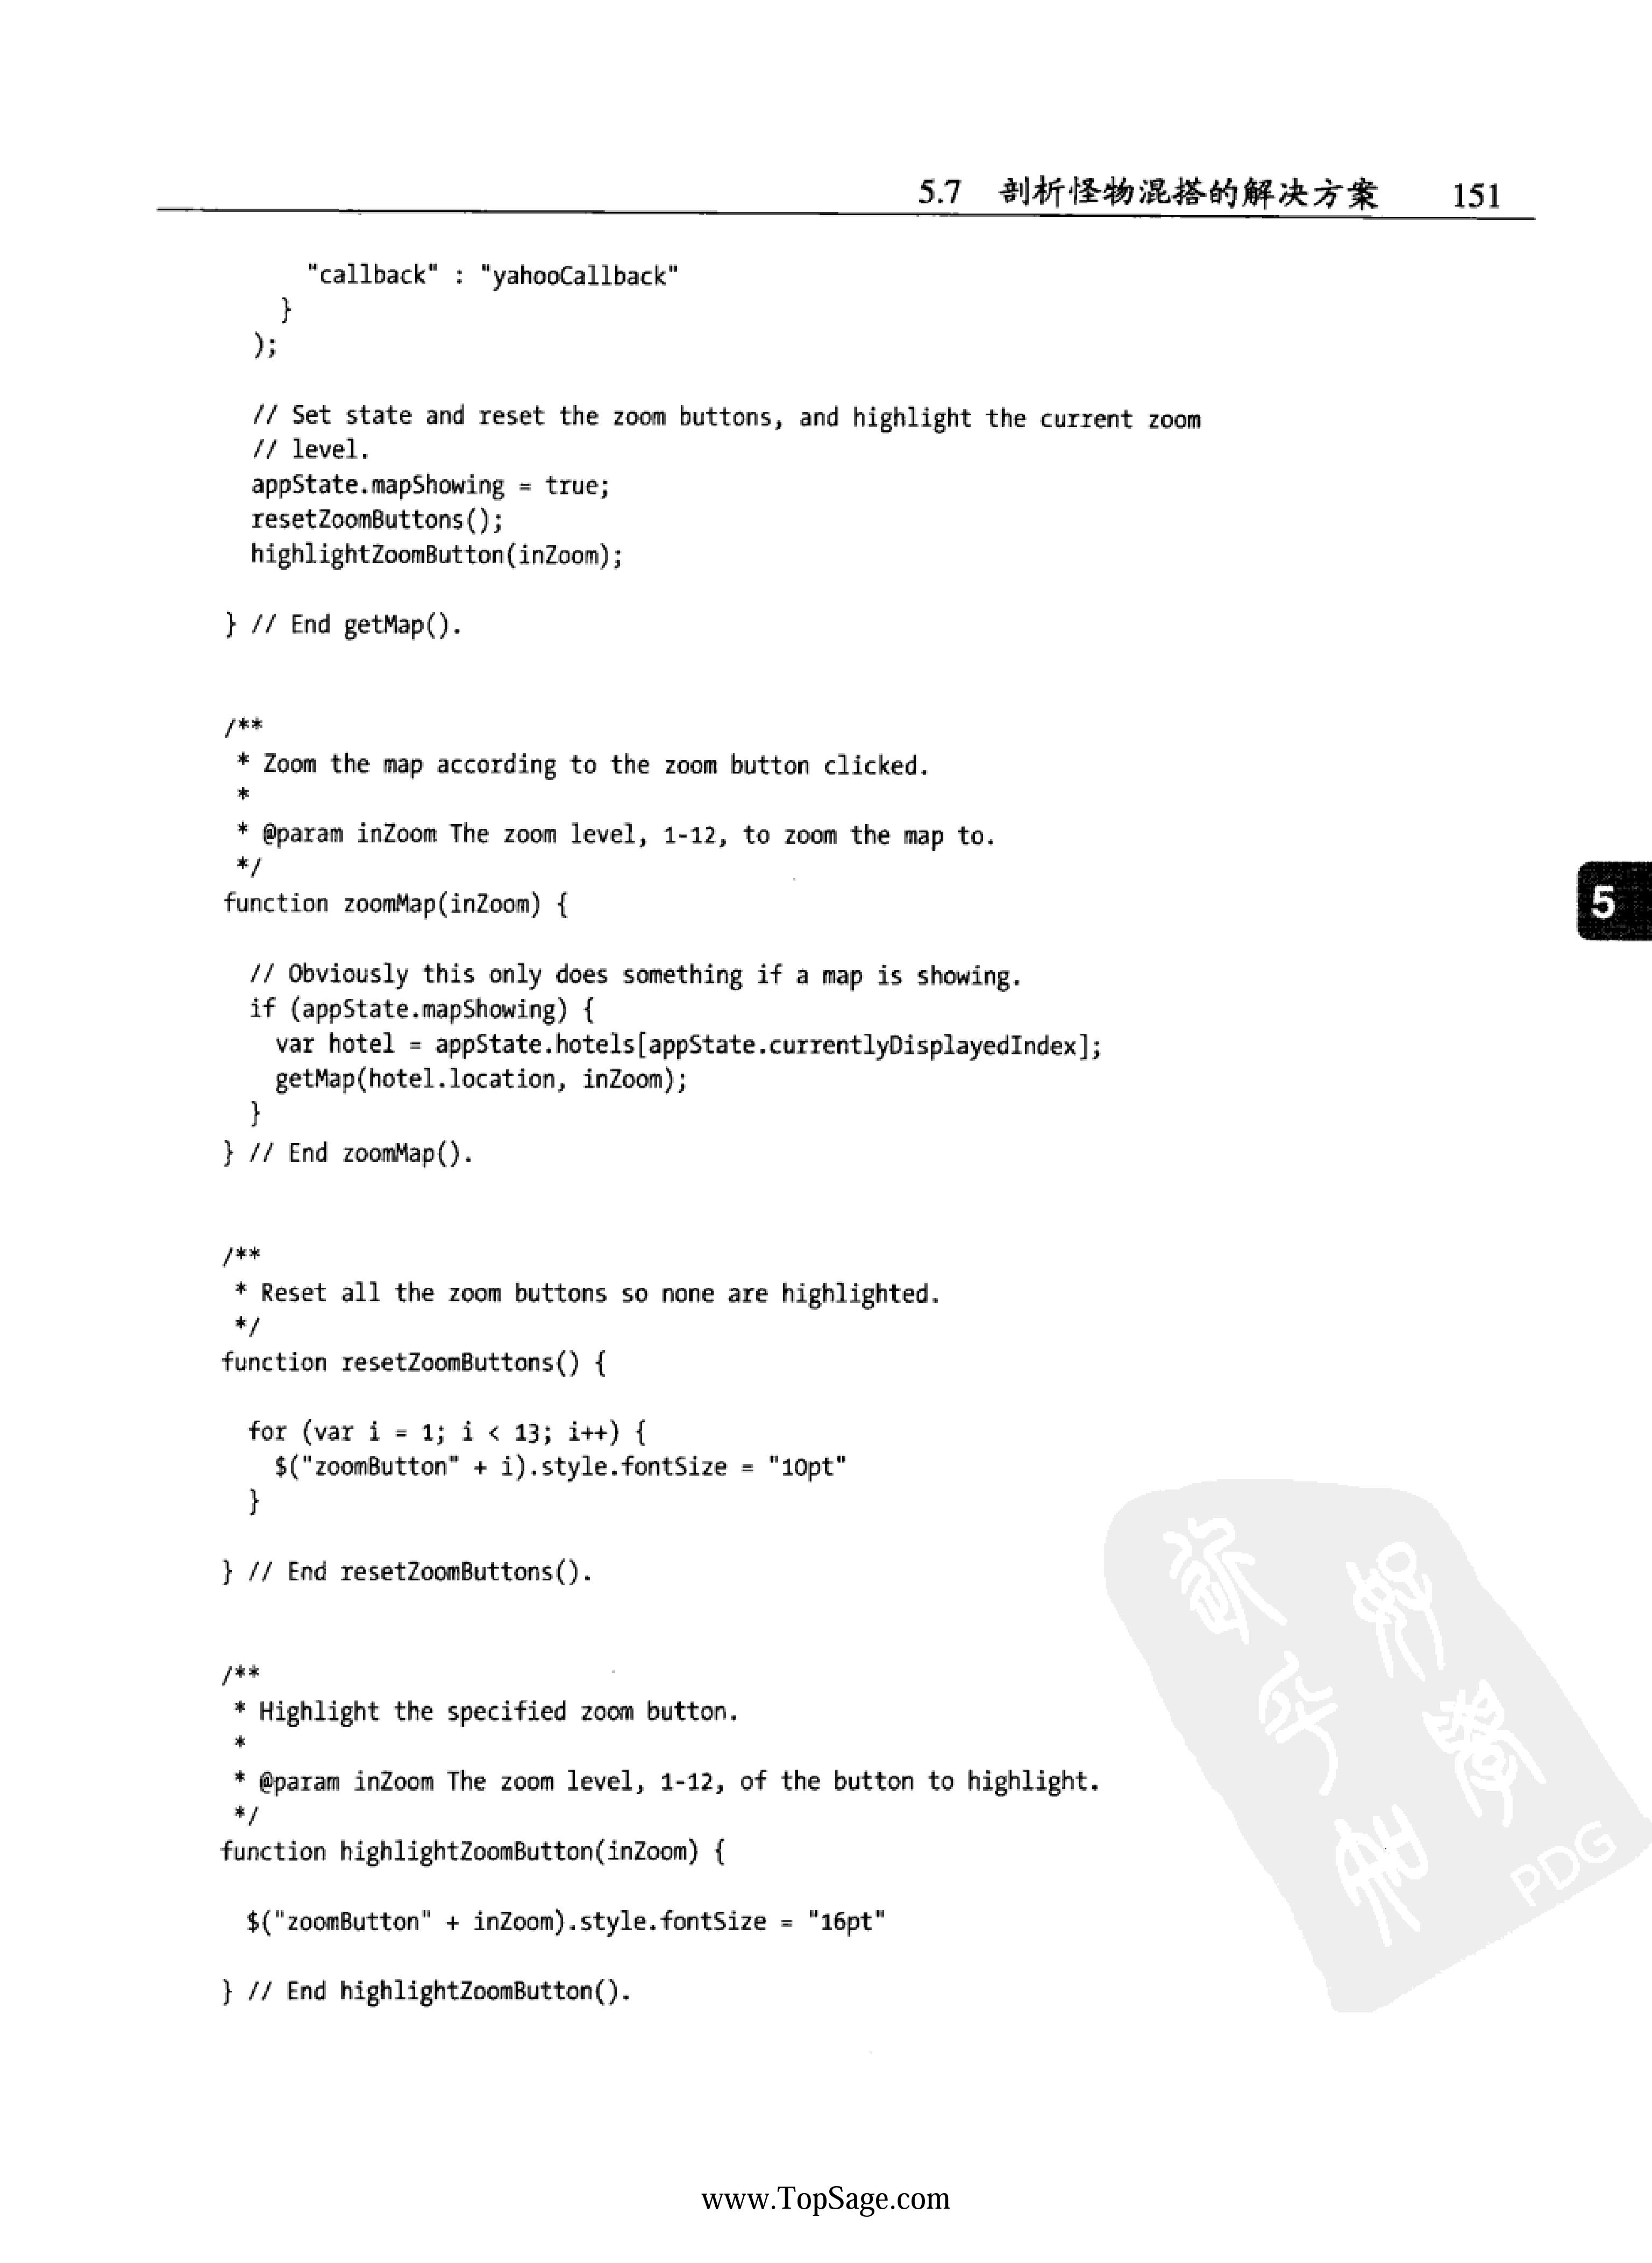 5.7 剖析怪物混搭的解决方案 151
"callback" : "yahooCallback"
}
);
// Set state and reset the zoom buttons, and highlight the current zoom
// level.
appState.mapShowing = true;
resetZoomButtons();
highlightZoomButton(inZoom);
} // End getMap().
/**
* Zoom the map according to the zoom button clicked.
*
* @param inZoom The zoom level, 1-12, to zoom the map to.
*/
function zoomMap(inZoom) {
// Obviously this only does something if a map is showing.
if (appState.mapShowing) {
var hotel = appState.hotels[appState.currentlyDisplayedIndex];
getMap(hotel.location, inZoom);
}
} // End zoomMap().
5
/**
* Reset all the zoom buttons so none are highlighted.
*/
function resetZoomButtons() {
for (var i = 1; i < 13; i++) {
$("zoomButton" + i).style.fontSize = "10pt"
}
} // End resetZoomButtons().
/**
* Highlight the specified zoom button.
*
* @param inZoom The zoom level, 1-12, of the button to highlight.
*/
function highlightZoomButton(inZoom) {
$("zoomButton" + inZoom).style.fontSize = "16pt"
} // End highlightZoomButton().
PDG
www.TopSage.com